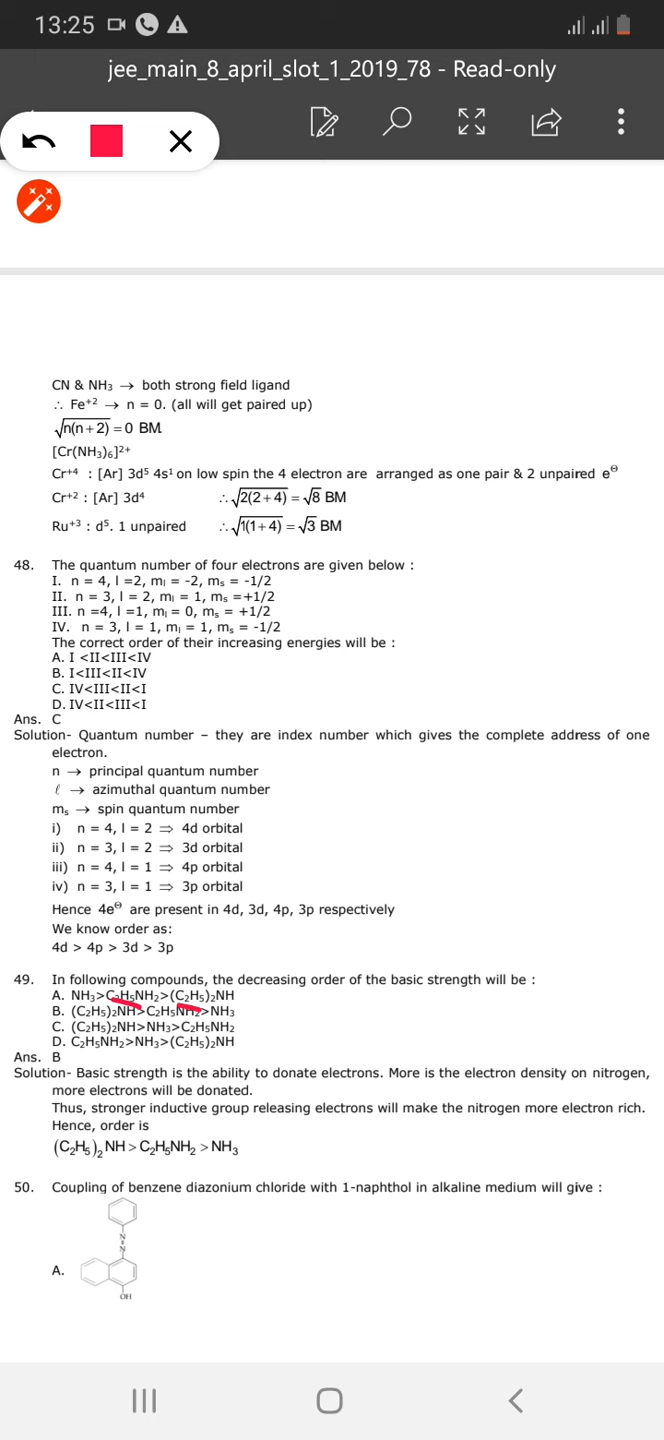 13:25
jee_main_8_april_slot_1_2019_78 - Read-only
CN & NH₃ → both strong field ligand
∴ Fe⁺² → n = 0. (all will get paired up)
√n(n+2) = 0 BM.
[Cr(NH₃)₆]²⁺
Cr⁺⁴ : [Ar] 3d⁵ 4s¹ on low spin the 4 electron are arranged as one pair & 2 unpaired e⊖
Cr⁺² : [Ar] 3d⁴ ∴ √2(2+4) = √8 BM
Ru⁺³ : d⁵. 1 unpaired ∴ √1(1+4) = √3 BM
48. The quantum number of four electrons are given below :
I. n = 4, l =2, mₗ = -2, mₛ = -1/2
II. n = 3, l = 2, mₗ = 1, mₛ =+1/2
III. n =4, l =1, mₗ = 0, mₛ = +1/2
IV. n = 3, l = 1, mₗ = 1, mₛ = -1/2
The correct order of their increasing energies will be :
A. I <II<III<IV
B. I<III<II<IV
C. IV<III<II<I
D. IV<II<III<I
Ans. C
Solution- Quantum number – they are index number which gives the complete address of one
electron.
n → principal quantum number
ℓ → azimuthal quantum number
mₛ → spin quantum number
i) n = 4, l = 2 ⇒ 4d orbital
ii) n = 3, l = 2 ⇒ 3d orbital
iii) n = 4, l = 1 ⇒ 4p orbital
iv) n = 3, l = 1 ⇒ 3p orbital
Hence 4e⊖ are present in 4d, 3d, 4p, 3p respectively
We know order as:
4d > 4p > 3d > 3p
49. In following compounds, the decreasing order of the basic strength will be :
A. NH₃>C₂H₅NH₂>(C₂H₅)₂NH
B. (C₂H₅)₂NH>C₂H₅NH₂>NH₃
C. (C₂H₅)₂NH>NH₃>C₂H₅NH₂
D. C₂H₅NH₂>NH₃>(C₂H₅)₂NH
Ans. B
Solution- Basic strength is the ability to donate electrons. More is the electron density on nitrogen,
more electrons will be donated.
Thus, stronger inductive group releasing electrons will make the nitrogen more electron rich.
Hence, order is
(C₂H₅)₂ NH > C₂H₅NH₂ > NH₃
50. Coupling of benzene diazonium chloride with 1-naphthol in alkaline medium will give :
N
N
A.
OH